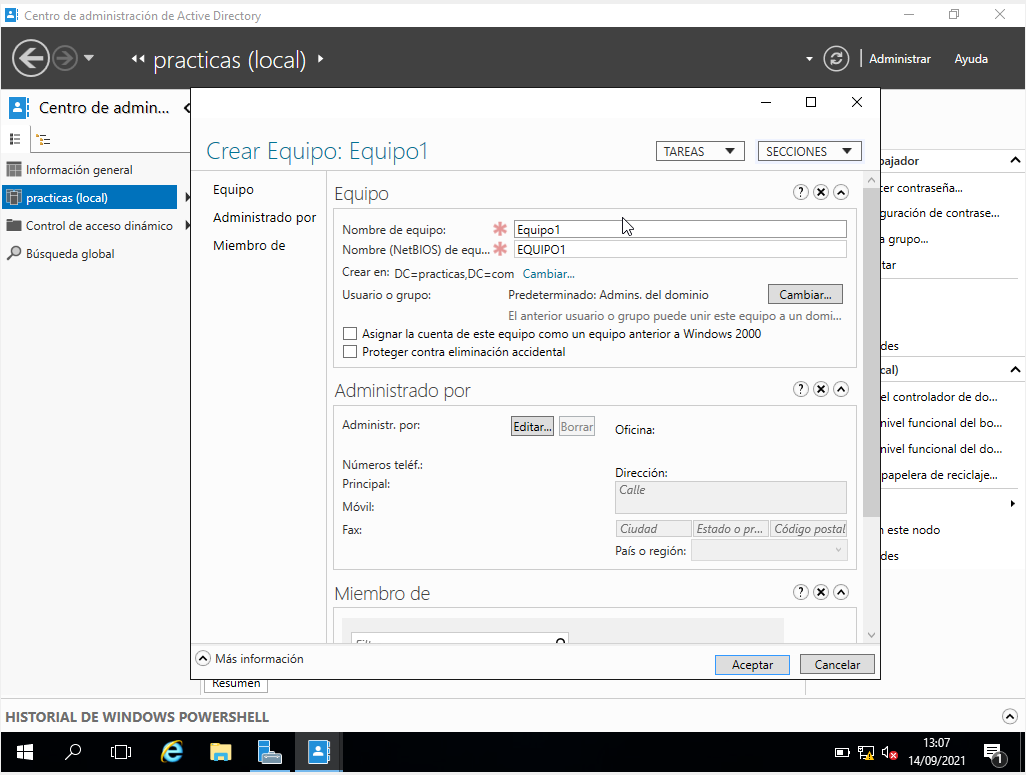 Centro de administración de Active Directory
practicas (local)
Administrar
Ayuda
Centro de admin...
Información general
practicas (local)
Control de acceso dinámico
Búsqueda global
Crear Equipo: Equipo1
TAREAS
SECCIONES
Equipo
Administrado por
Miembro de
Equipo
Nombre de equipo:
Equipo1
Nombre (NetBIOS) de equ...
EQUIPO1
Crear en: DC=practicas,DC=com Cambiar...
Usuario o grupo:
Predeterminado: Admins. del dominio
Cambiar...
El anterior usuario o grupo puede unir este equipo a un domi...
Asignar la cuenta de este equipo como un equipo anterior a Windows 2000
Proteger contra eliminación accidental
Administrado por
Administr. por:
Editar...
Borrar
Oficina:
Números teléf.:
Principal:
Dirección:
Calle
Móvil:
Fax:
Ciudad
Estado o pr...
Código postal
País o región:
Miembro de
Más información
Aceptar
Cancelar
bajador
er contraseña...
guración de contrase...
a grupo...
tar
des
cal)
el controlador de do...
nivel funcional del bo...
nivel funcional del do...
papelera de reciclaje...
n este nodo
des
Resumen
HISTORIAL DE WINDOWS POWERSHELL
13:07
14/09/2021
1